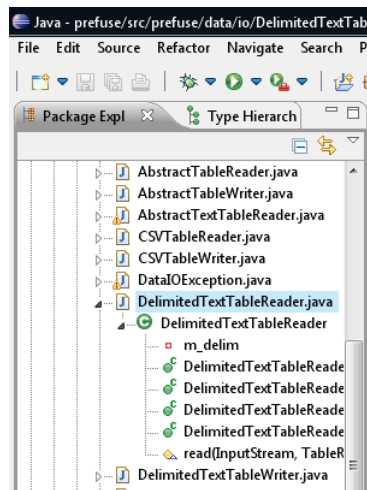 Java - prefuse/src/prefuse/data/io/DelimitedTextTab
File Edit Source Refactor Navigate Search P
Package Expl Type Hierarch
AbstractTableReader.java
AbstractTableWriter.java
AbstractTextTableReader.java
CSVTableReader.java
CSVTableWriter.java
DataIOException.java
DelimitedTextTableReader.java
DelimitedTextTableReader
m_delim
DelimitedTextTableReade
DelimitedTextTableReade
DelimitedTextTableReade
DelimitedTextTableReade
read(InputStream, TableR
DelimitedTextTableWriter.java